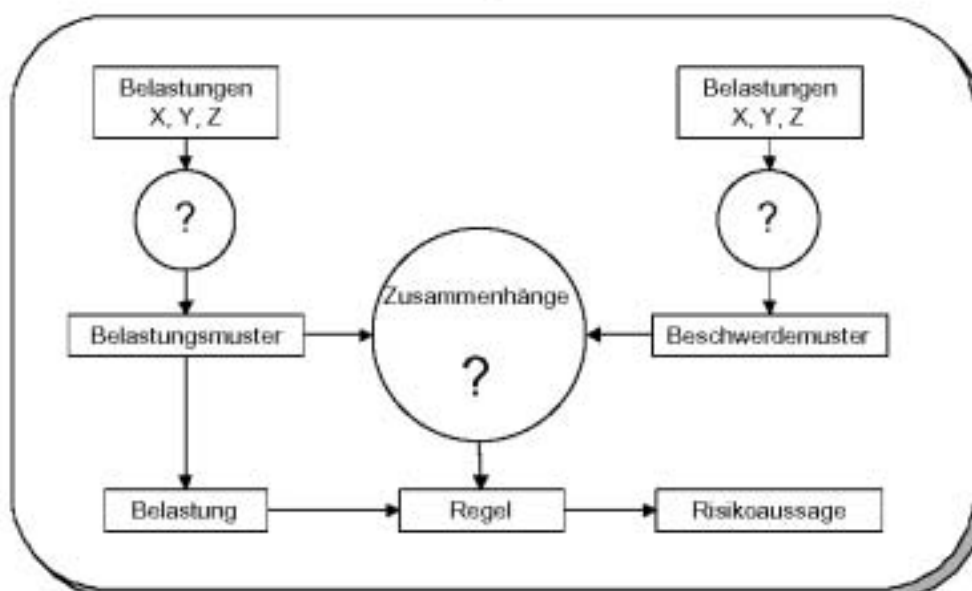 Belastungen
X, Y, Z
Belastungen
X, Y, Z
?
?
Zusammenhänge
?
Belastungsmuster
Beschwerdemuster
Belastung
Regel
Risikoaussage